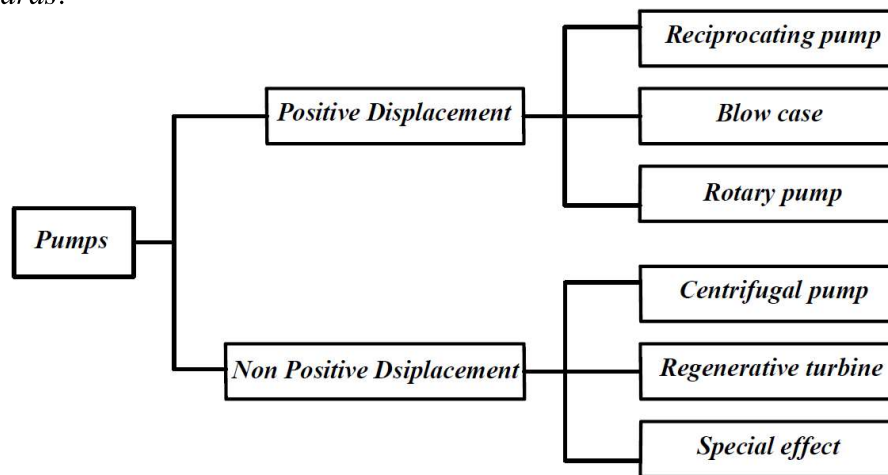 Reciprocating pump
Positive Displacement
Blow case
Rotary pump
Pumps
Centrifugal pump
Non Positive Dsiplacement
Regenerative turbine
Special effect